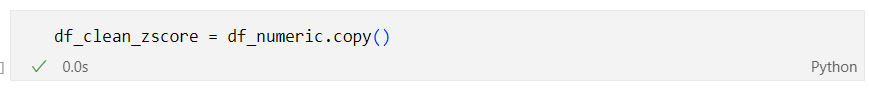 df_clean_zscore = df_numeric.copy()
]
0.0s
Python